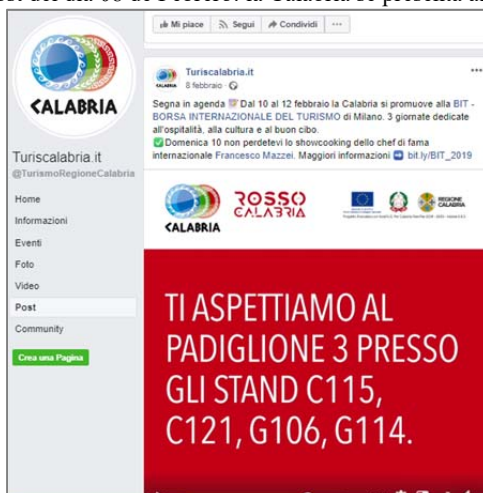 CALABRIA
Turiscalabria.it
@TurismoRegioneCalabria
Home
Informazioni
Eventi
Foto
Video
Post
Community
Crea una Pagina
Mi piace Segui Condividi
Turiscalabria.it
8 febbraio
Segna in agenda Dal 10 al 12 febbraio la Calabria si promuove alla BIT -
BORSA INTERNAZIONALE DEL TURISMO di Milano. 3 giornate dedicate
all'ospitalità, alla cultura e al buon cibo.
Domenica 10 non perdetevi lo showcooking dello chef di fama
internazionale Francesco Mazzei. Maggiori informazioni bit.ly/BIT_2019
CALABRIA
ROSSO
CALABRIA
REGIONE
CALABRIA
TI ASPETTIAMO AL
PADIGLIONE 3 PRESSO
GLI STAND C115,
C121, G106, G114.